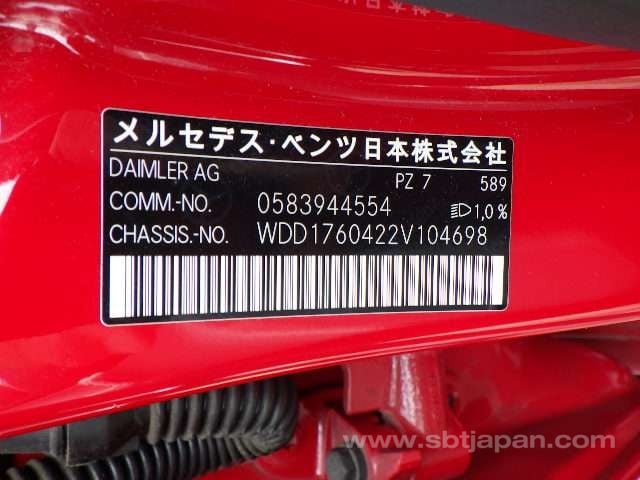 メルセデス・ベンツ日本株式会社
DAIMLER AG PZ 7 589
COMM.-NO. 0583944554 1,0%
CHASSIS.-NO. WDD1760422V104698
www.sbtjapan.com